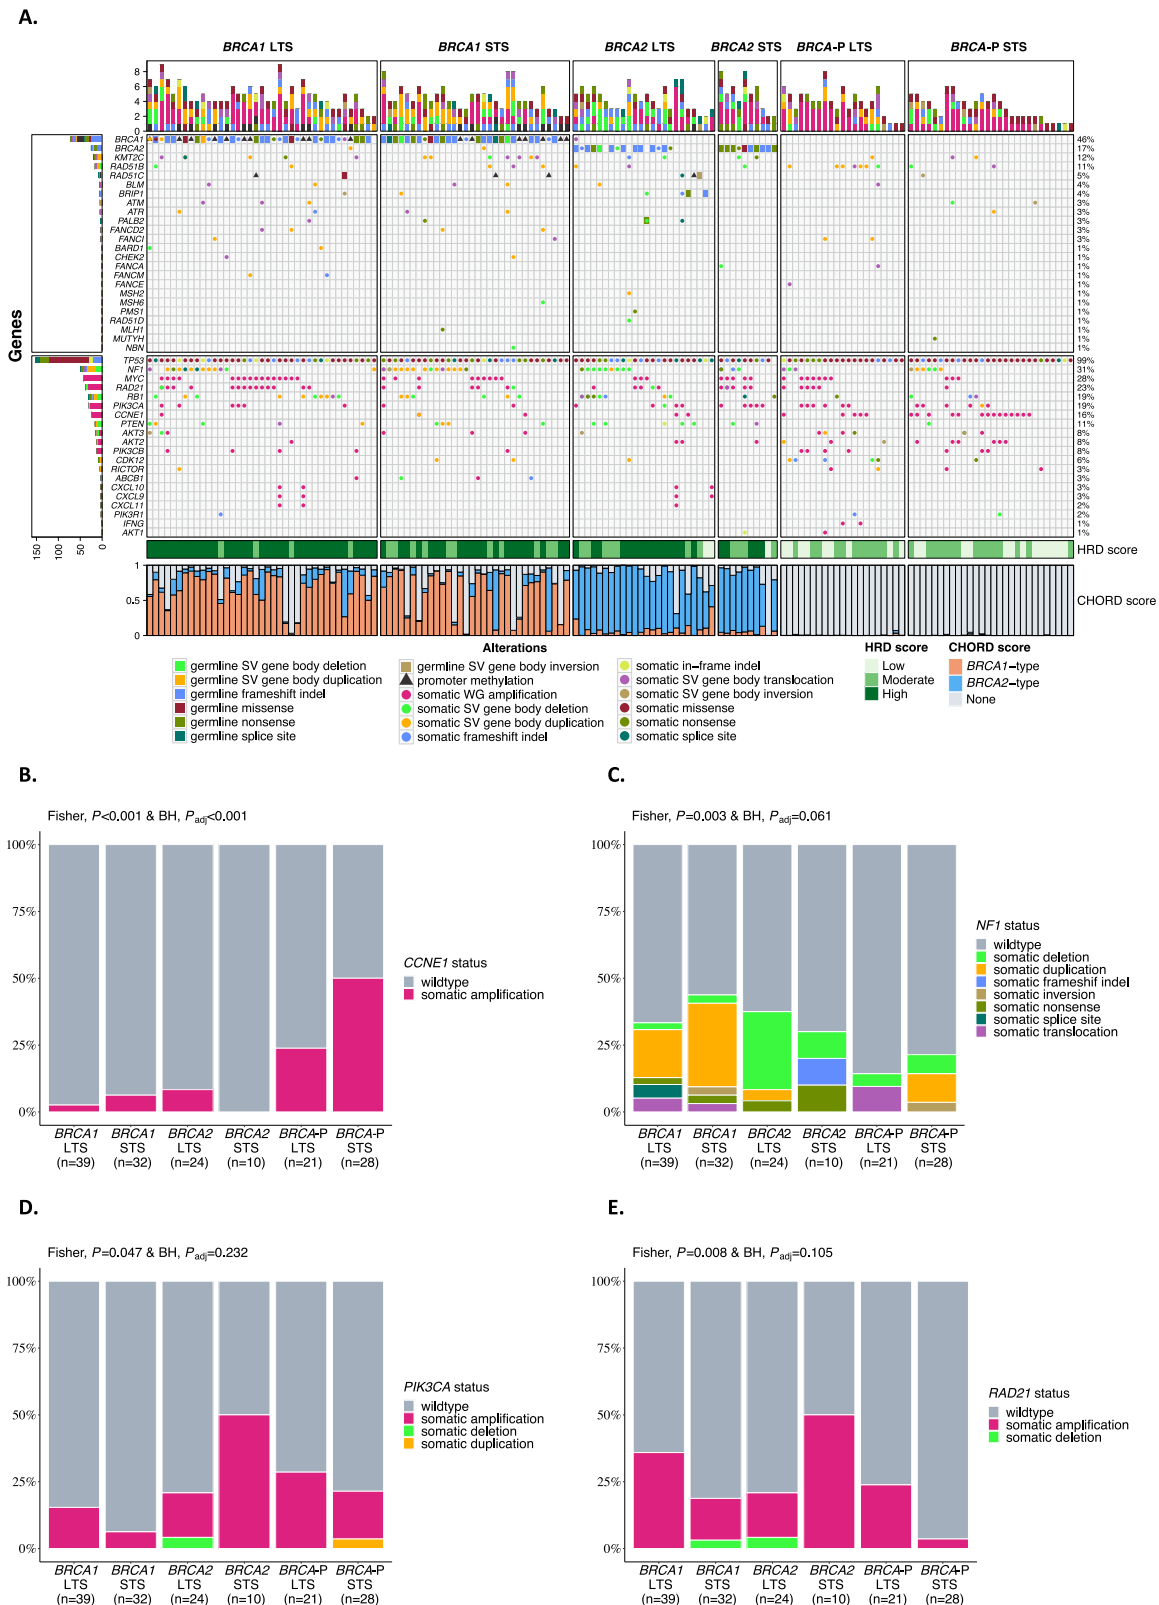 A.
BRCA1 LTS
BRCA1 STS
BRCA2 LTS
BRCA2 STS
BRCA-P LTS
BRCA-P STS
8
6
4
2
0
Genes
BRCA1 46%
BRCA2 17%
KMT2C 12%
RAD51B 11%
RAD51C 5%
BLM 4%
BRIP1 4%
ATM 3%
ATR 3%
PALB2 3%
FANCD2 3%
FANCI 3%
BARD1 1%
CHEK2 1%
FANCA 1%
FANCM 1%
FANCE 1%
MSH2 1%
MSH6 1%
PMS1 1%
RAD51D 1%
MLH1 1%
MUTYH 1%
NBN 1%
TP53 99%
NF1 31%
MYC 28%
RAD21 23%
RB1 19%
PIK3CA 19%
CCNE1 16%
PTEN 11%
AKT3 8%
AKT2 8%
PIK3CB 8%
CDK12 6%
RICTOR 3%
ABCB1 3%
CXCL10 3%
CXCL9 3%
CXCL11 2%
PIK3R1 2%
IFNG 1%
AKT1 1%
150
100
50
0
HRD score
1
0.5
0
CHORD score
Alterations
germline SV gene body deletion
germline SV gene body duplication
germline frameshift indel
germline missense
germline nonsense
germline splice site
germline SV gene body inversion
promoter methylation
somatic WG amplification
somatic SV gene body deletion
somatic SV gene body duplication
somatic frameshift indel
somatic in-frame indel
somatic SV gene body translocation
somatic SV gene body inversion
somatic missense
somatic nonsense
somatic splice site
HRD score
Low
Moderate
High
CHORD score
BRCA1-type
BRCA2-type
None
B.
Fisher, P<0.001 & BH, Padj<0.001
100%
75%
50%
25%
0%
BRCA1 LTS (n=39)
BRCA1 STS (n=32)
BRCA2 LTS (n=24)
BRCA2 STS (n=10)
BRCA-P LTS (n=21)
BRCA-P STS (n=28)
CCNE1 status
wildtype
somatic amplification
C.
Fisher, P=0.003 & BH, Padj=0.061
100%
75%
50%
25%
0%
BRCA1 LTS (n=39)
BRCA1 STS (n=32)
BRCA2 LTS (n=24)
BRCA2 STS (n=10)
BRCA-P LTS (n=21)
BRCA-P STS (n=28)
NF1 status
wildtype
somatic deletion
somatic duplication
somatic frameshif indel
somatic inversion
somatic nonsense
somatic splice site
somatic translocation
D.
Fisher, P=0.047 & BH, Padj=0.232
100%
75%
50%
25%
0%
BRCA1 LTS (n=39)
BRCA1 STS (n=32)
BRCA2 LTS (n=24)
BRCA2 STS (n=10)
BRCA-P LTS (n=21)
BRCA-P STS (n=28)
PIK3CA status
wildtype
somatic amplification
somatic deletion
somatic duplication
E.
Fisher, P=0.008 & BH, Padj=0.105
100%
75%
50%
25%
0%
BRCA1 LTS (n=39)
BRCA1 STS (n=32)
BRCA2 LTS (n=24)
BRCA2 STS (n=10)
BRCA-P LTS (n=21)
BRCA-P STS (n=28)
RAD21 status
wildtype
somatic amplification
somatic deletion